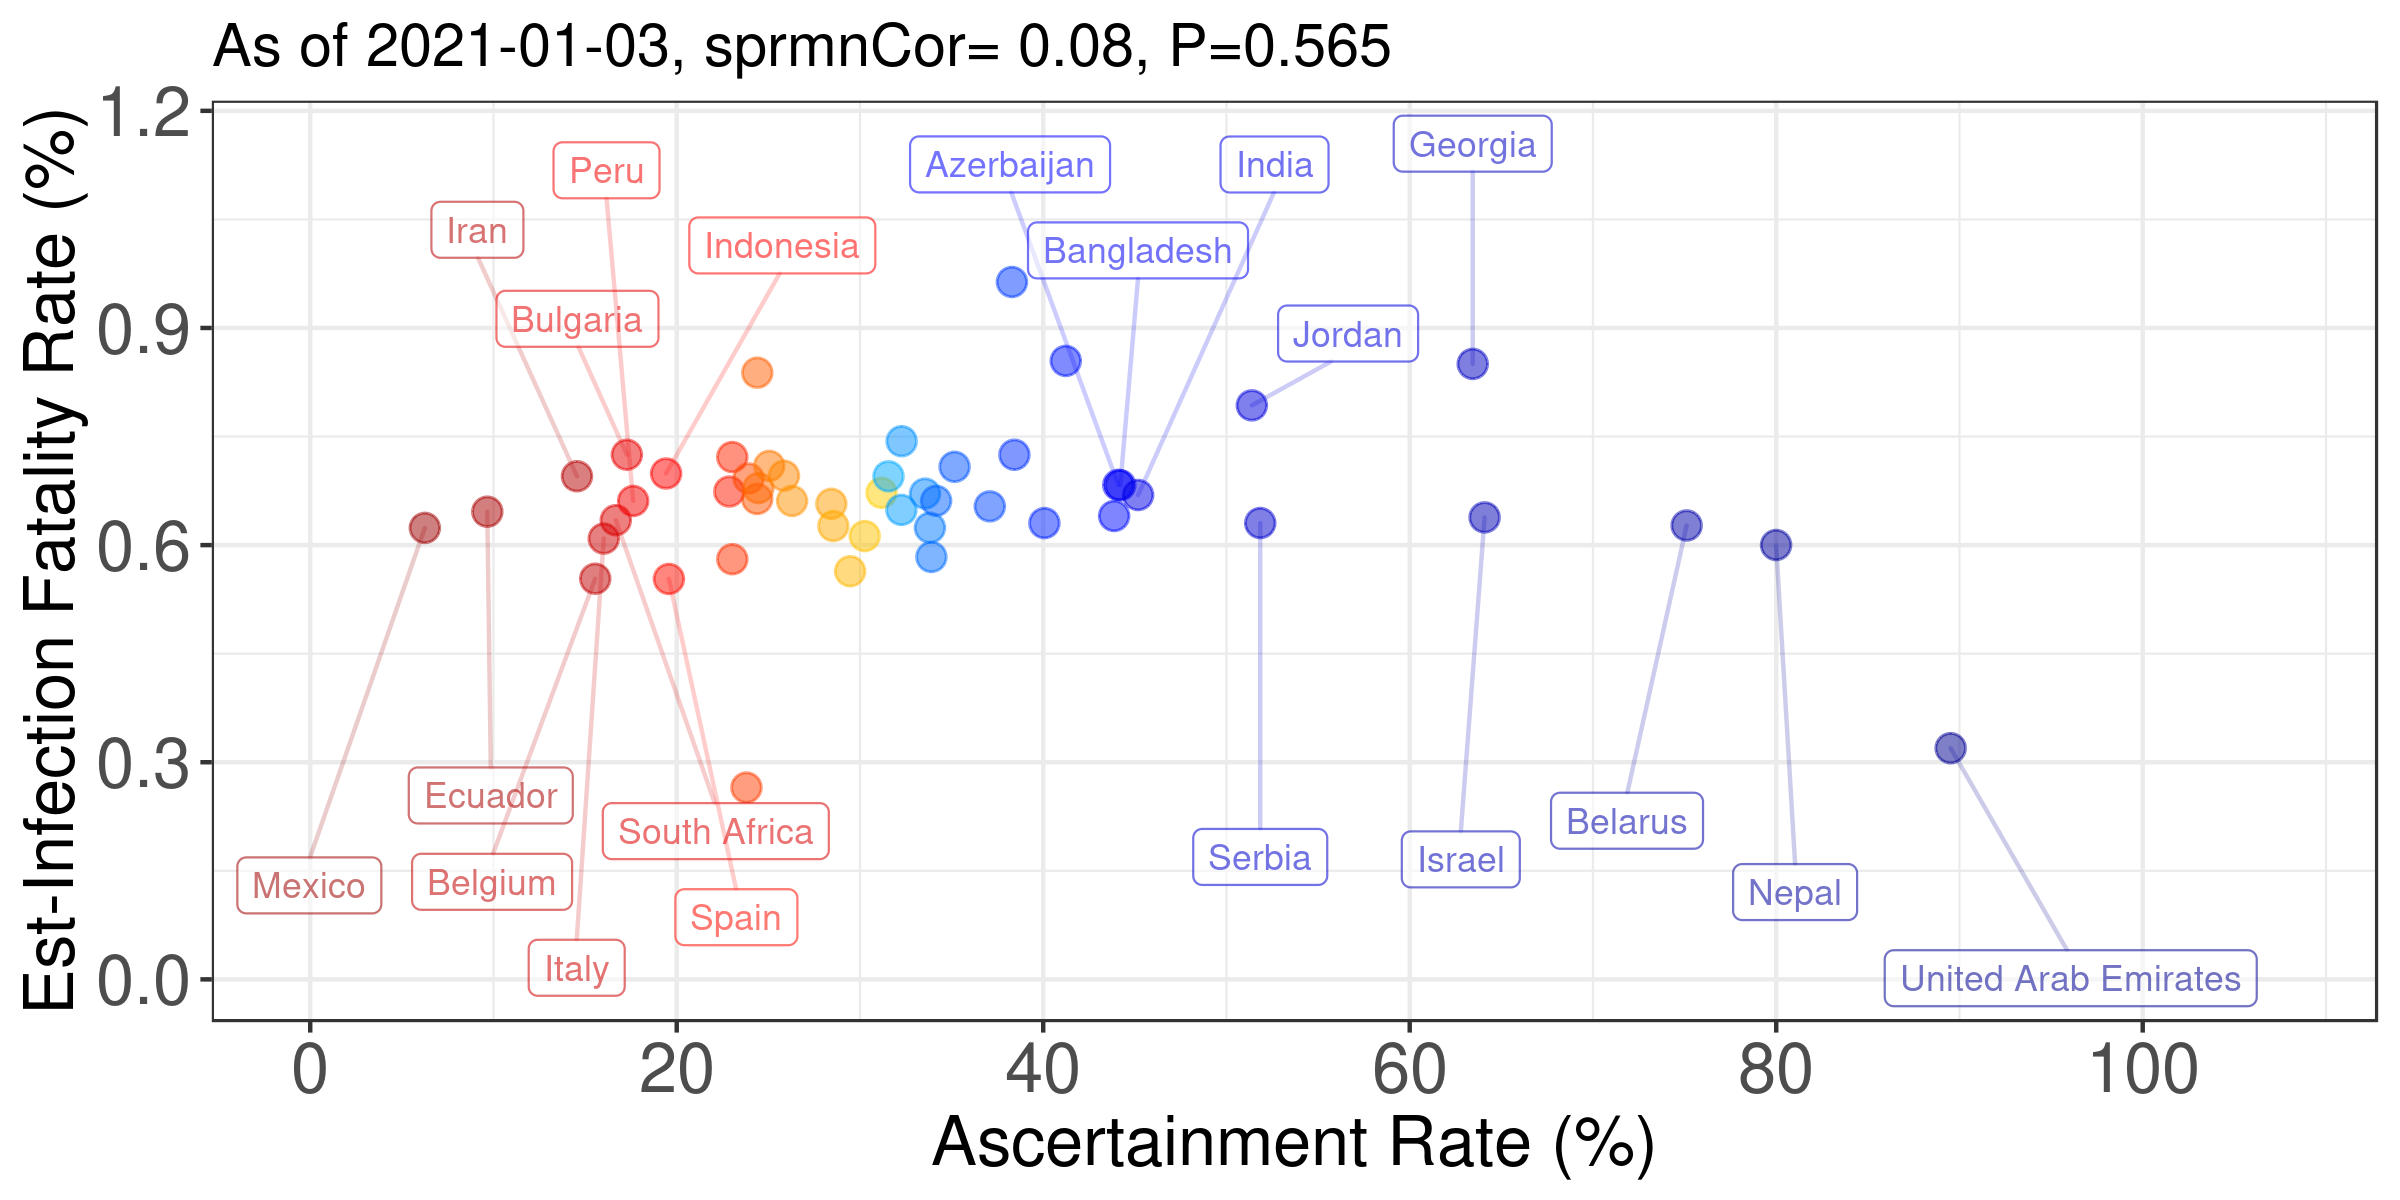 As of 2021-01-03, sprmnCor= 0.08, P=0.565
Est-Infection Fatality Rate (%)
1.2
0.9
0.6
0.3
0.0
Peru
Iran
Indonesia
Bulgaria
Azerbaijan
India
Georgia
Bangladesh
Jordan
Ecuador
South Africa
Mexico
Belgium
Spain
Italy
Serbia
Israel
Belarus
Nepal
United Arab Emirates
0 20 40 60 80 100
Ascertainment Rate (%)